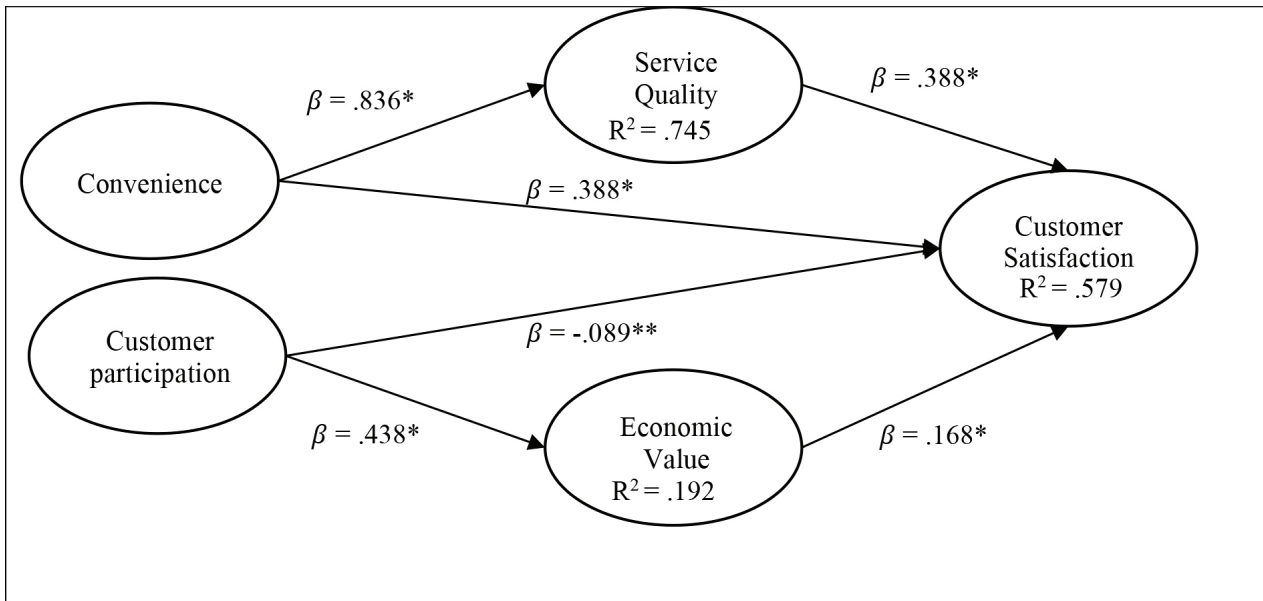 Service
Quality
R² = .745
β = .836*
β = .388*
Convenience
β = .388*
Customer
Satisfaction
R² = .579
Customer
participation
β = -.089**
β = .438*
Economic
Value
R² = .192
β = .168*